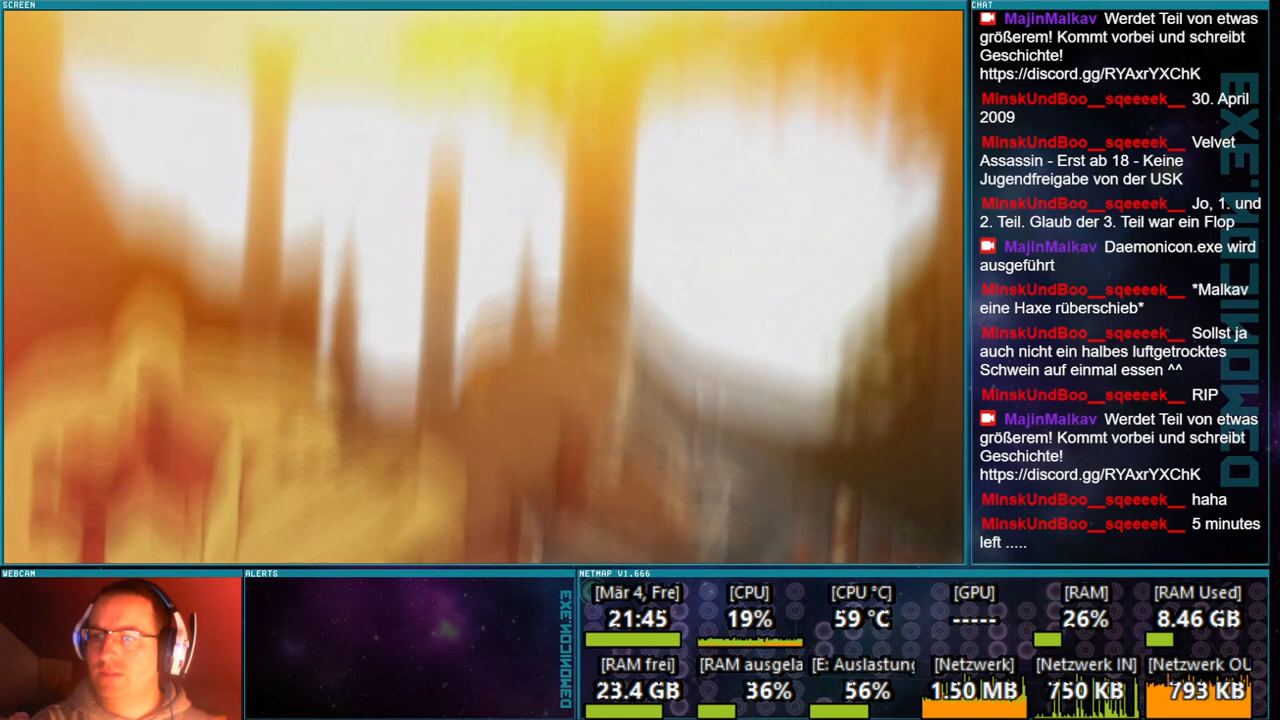 SCREEN
CHAT
MajinMalkav Werdet Teil von etwas
größerem! Kommt vorbei und schreibt
Geschichte!
https://discord.gg/RYAxrYXChK
MInskUndBoo__sqeeeek__ 30. April
2009
MInskUndBoo__sqeeeek__ Velvet
Assassin - Erst ab 18 - Keine
Jugendfreigabe von der USK
MInskUndBoo__sqeeeek__ Jo, 1. und
2. Teil. Glaub der 3. Teil war ein Flop
MajinMalkav Daemonicon.exe wird
ausgeführt
MInskUndBoo__sqeeeek__ *Malkav
eine Haxe rüberschieb*
MInskUndBoo__sqeeeek__ Sollst ja
auch nicht ein halbes luftgetrocktes
Schwein auf einmal essen ^^
MInskUndBoo__sqeeeek__ RIP
MajinMalkav Werdet Teil von etwas
größerem! Kommt vorbei und schreibt
Geschichte!
https://discord.gg/RYAxrYXChK
MInskUndBoo__sqeeeek__ haha
MInskUndBoo__sqeeeek__ 5 minutes
left .....
WEBCAM
ALERTS
NETMAP V1.666
[Mär 4, Fre] [CPU] [CPU °C] [GPU] [RAM] [RAM Used]
21:45 19% 59 °C ----- 26% 8.46 GB
[RAM frei] [RAM ausgela [E: Auslastung [Netzwerk] [Netzwerk IN] [Netzwerk OU
23.4 GB 36% 56% 1.50 MB 750 KB 793 KB